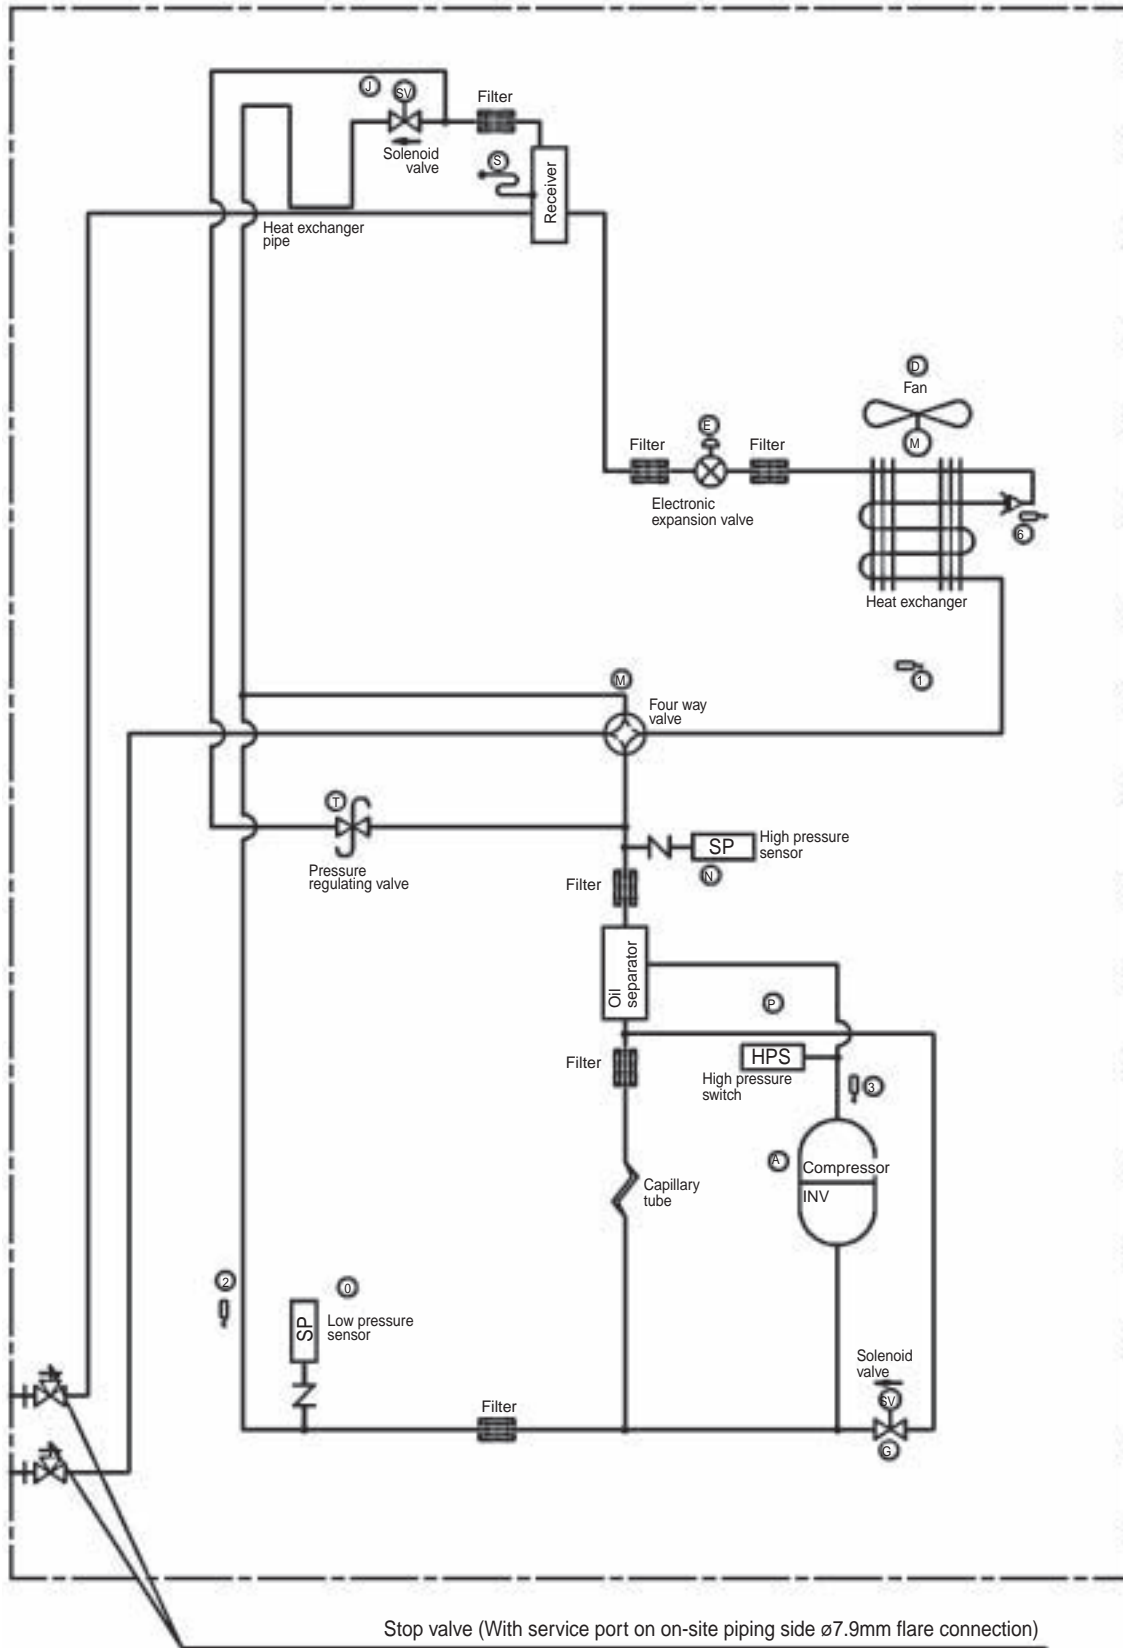 J
SV
Filter
Solenoid
valve
S
Receiver
Heat exchanger
pipe
D
Fan
M
E
Filter
Filter
Electronic
expansion valve
6
Heat exchanger
1
M
Four way
valve
T
Pressure
regulating valve
SP
High pressure
sensor
N
Filter
Oil
separator
P
HPS
High pressure
switch
Filter
3
A
Compressor
INV
Capillary
tube
2
0
SP
Low pressure
sensor
Solenoid
valve
SV
Filter
G
Stop valve (With service port on on-site piping side ø7.9mm flare connection)